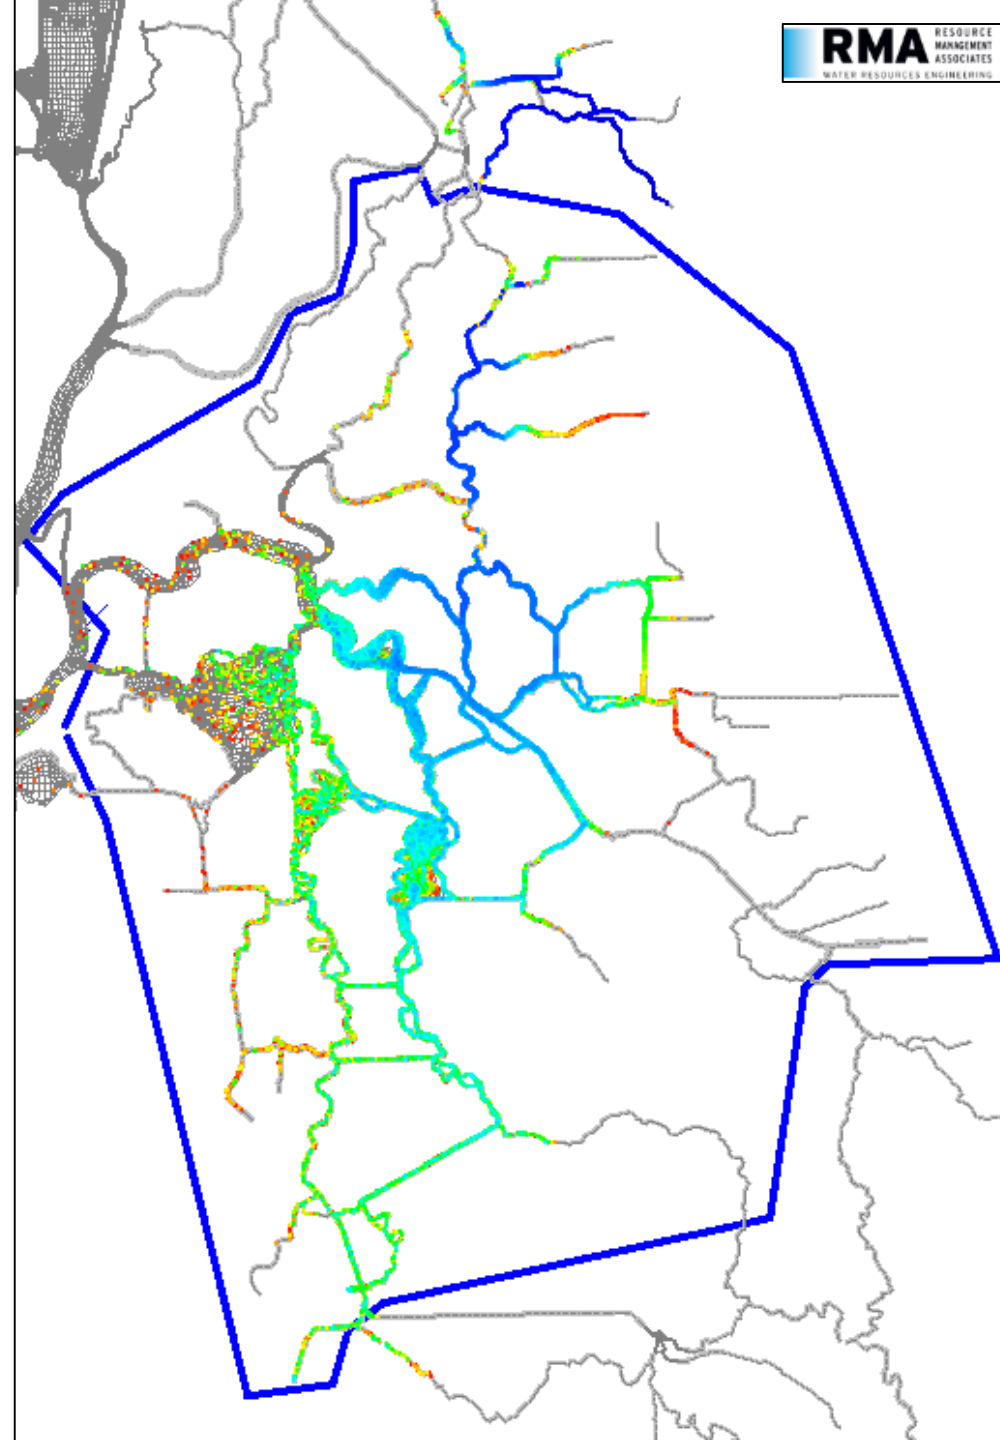 RMA
RESOURCE
MANAGEMENT
ASSOCIATES
WATER RESOURCES ENGINEERING